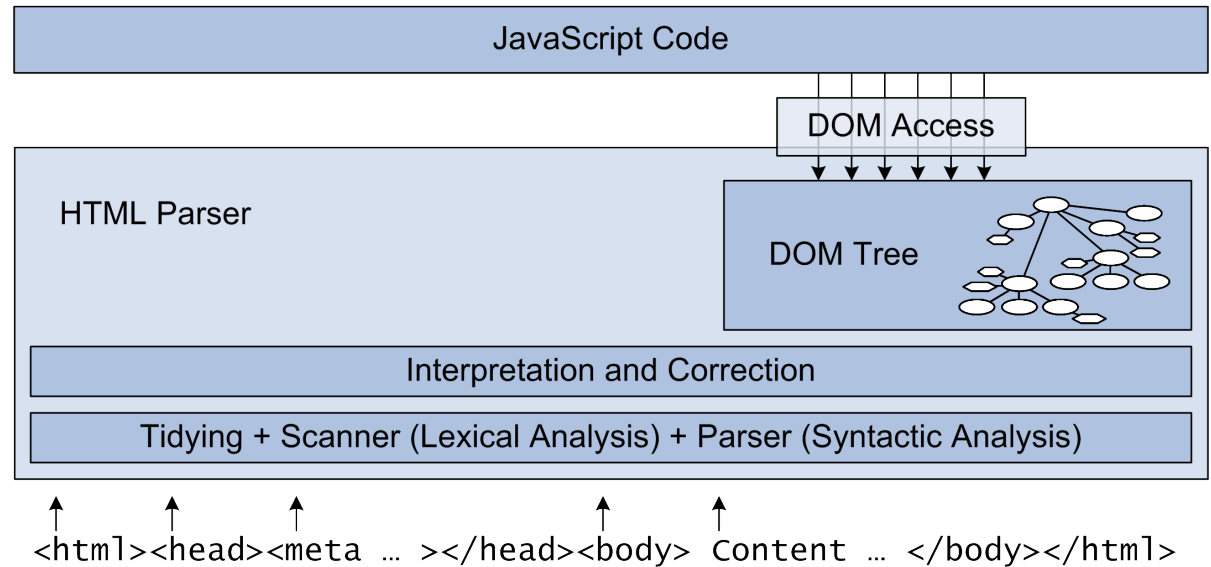 JavaScript Code
DOM Access
HTML Parser
DOM Tree
Interpretation and Correction
Tidying + Scanner (Lexical Analysis) + Parser (Syntactic Analysis)
<html><head><meta … ></head><body> Content … </body></html>